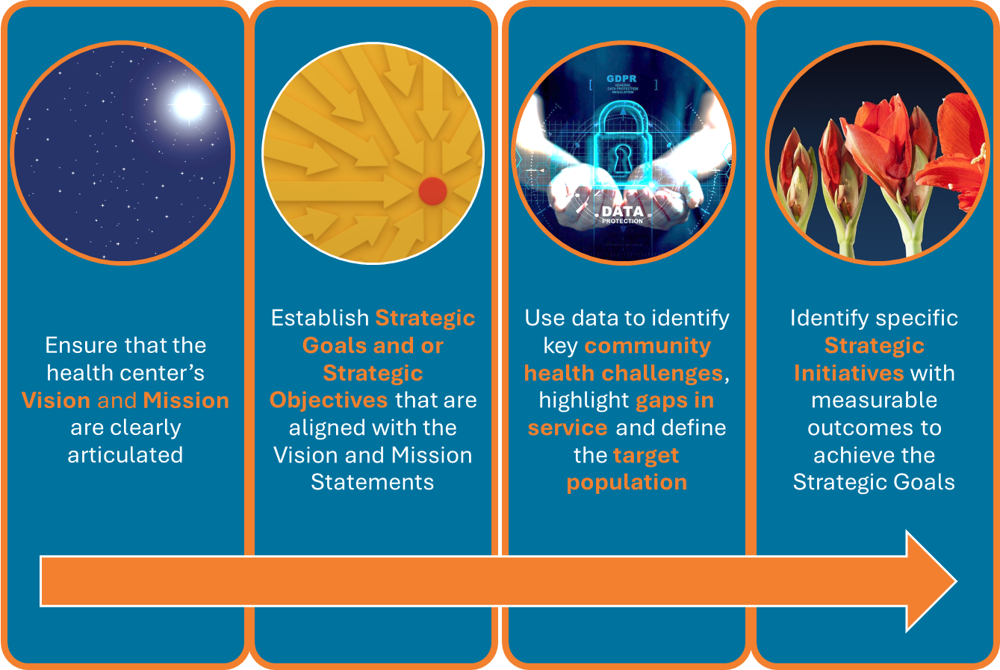 Ensure that the
health center’s
Vision and Mission
are clearly
articulated
Establish Strategic
Goals and or
Strategic
Objectives that are
aligned with the
Vision and Mission
Statements
[ GDPR ]
GENERAL
DATA PROTECTION
REGULATION
DATA
PROTECTION
Use data to identify
key community
health challenges,
highlight gaps in
service and define
the target
population
Identify specific
Strategic
Initiatives with
measurable
outcomes to
achieve the
Strategic Goals